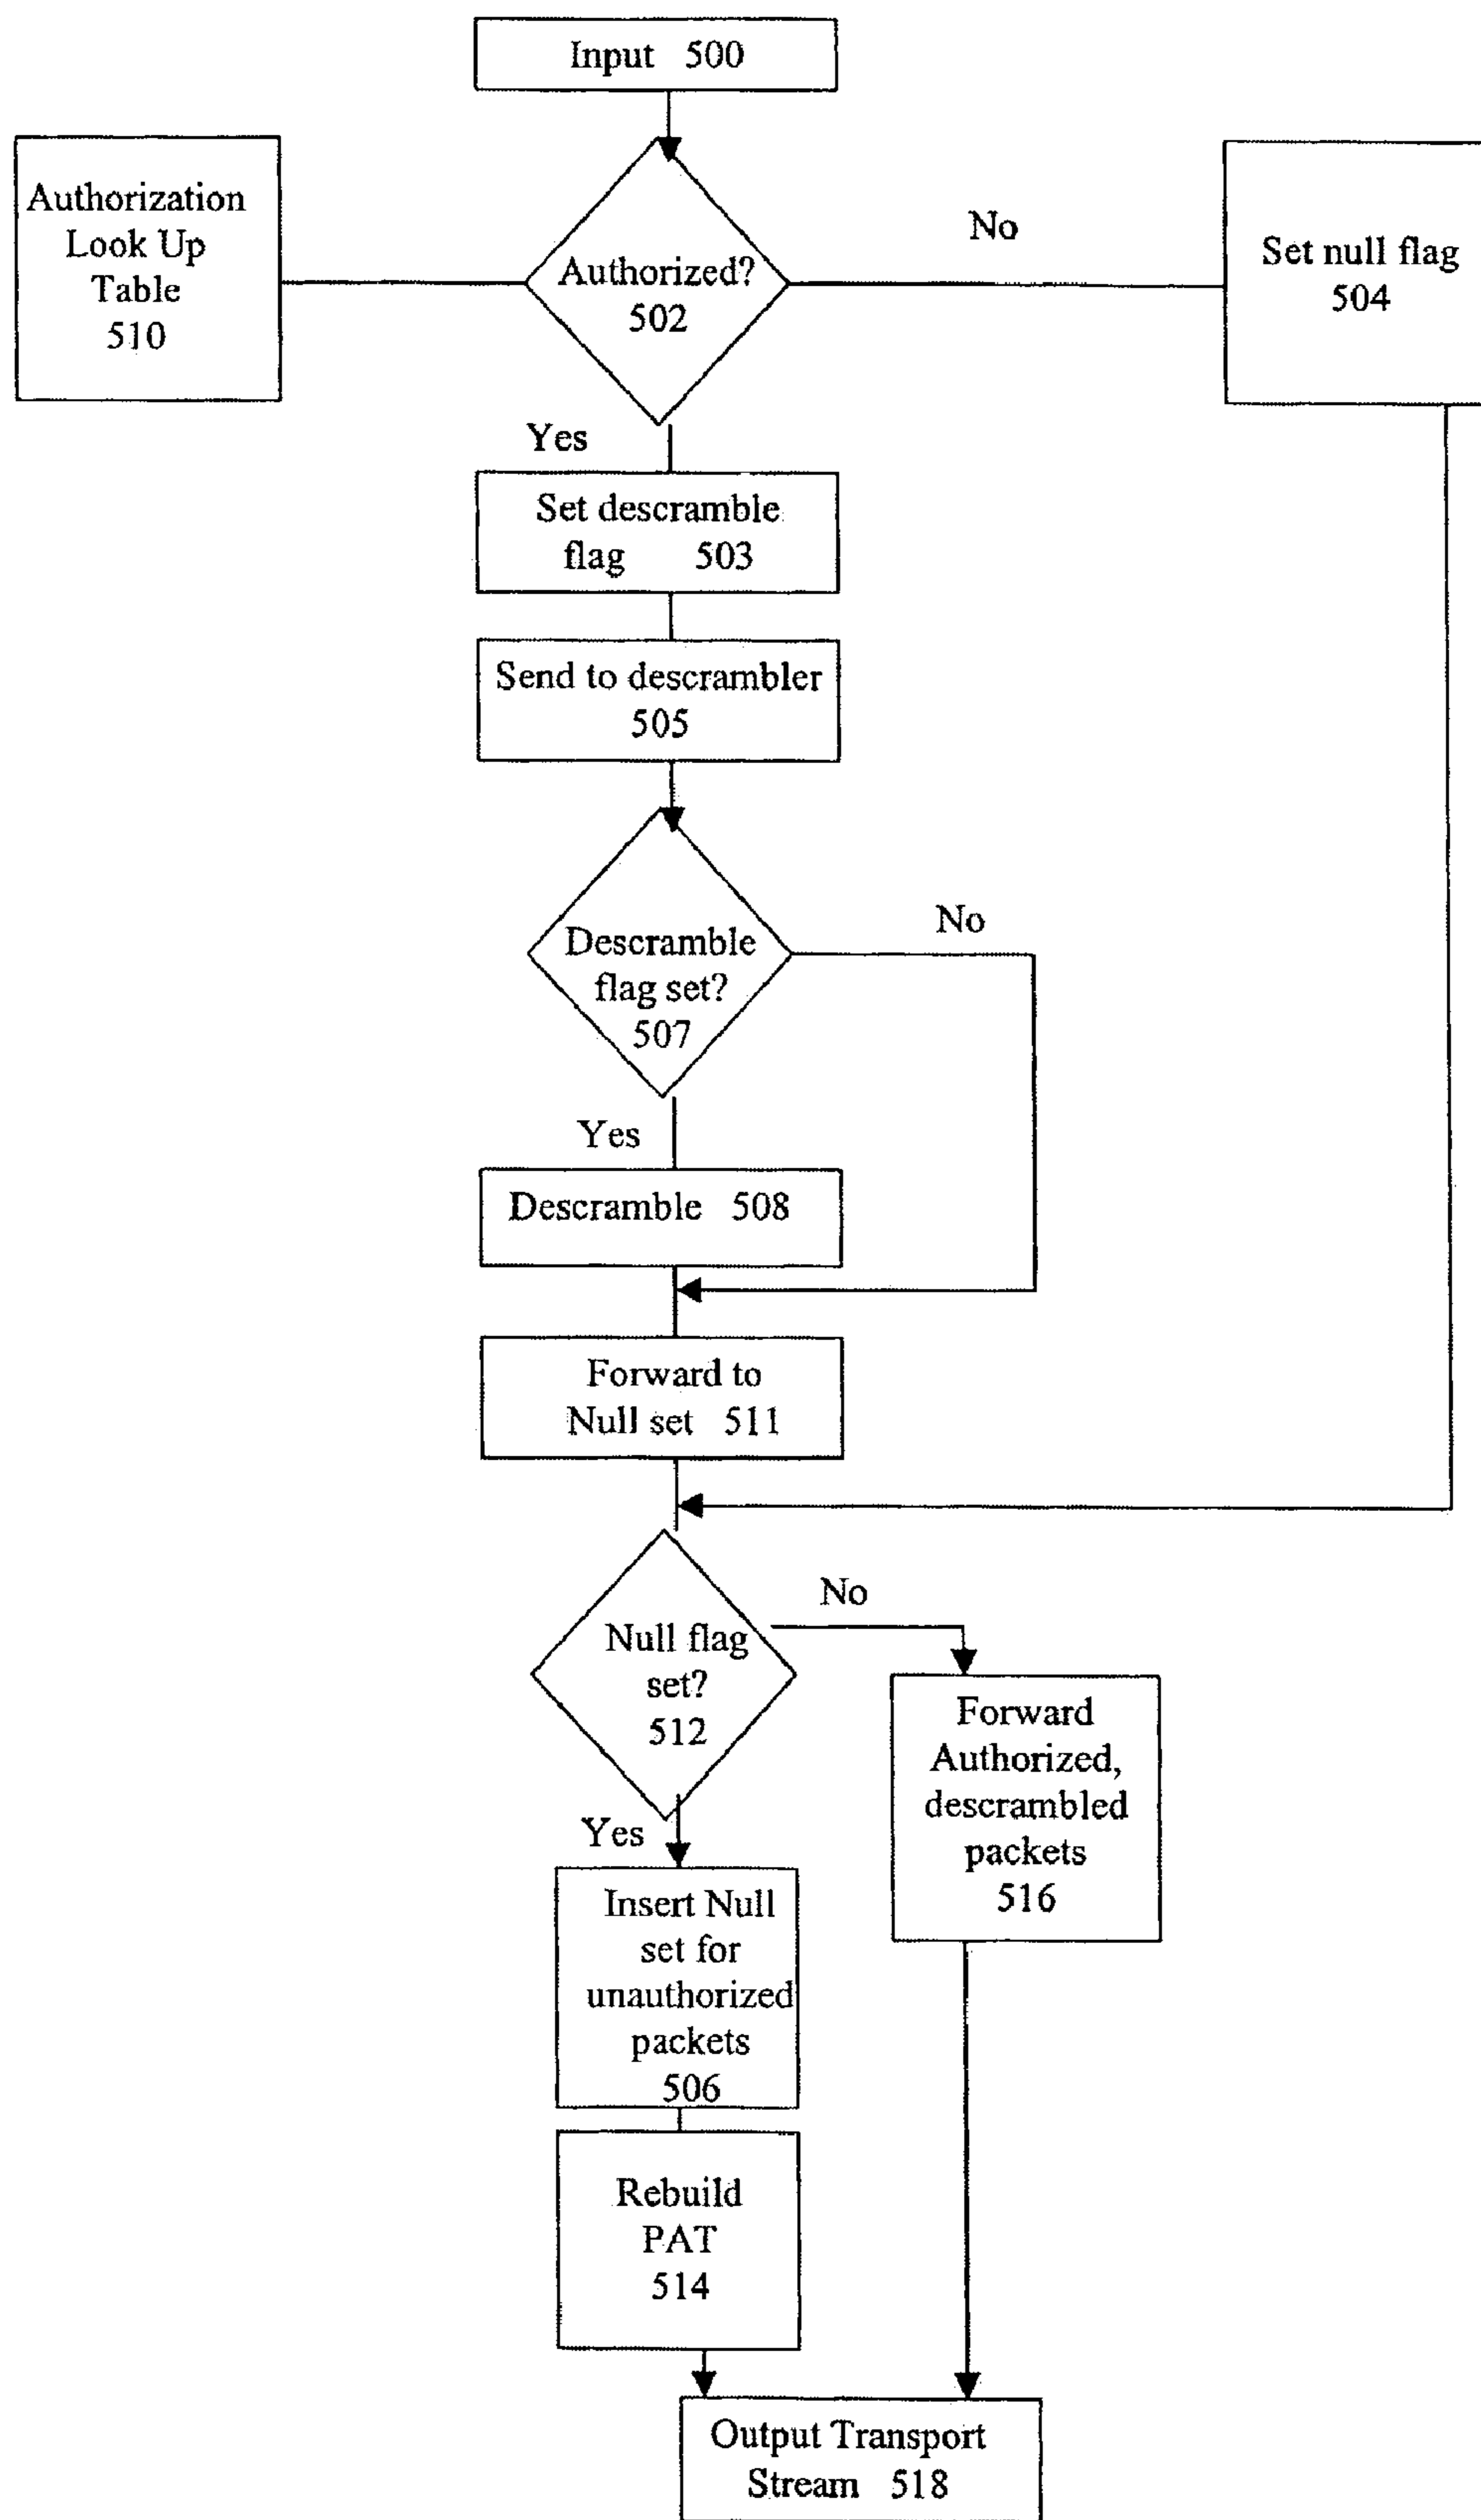 Input 500
Authorization
Look Up
Table
510
Authorized?
502
No
Set null flag
504
Yes
Set descramble
flag 503
Send to descrambler
505
Descramble
flag set?
507
No
Yes
Descramble 508
Forward to
Null set 511
Null flag
set?
512
No
Forward
Authorized,
descrambled
packets
516
Yes
Insert Null
set for
unauthorized
packets
506
Rebuild
PAT
514
Output Transport
Stream 518